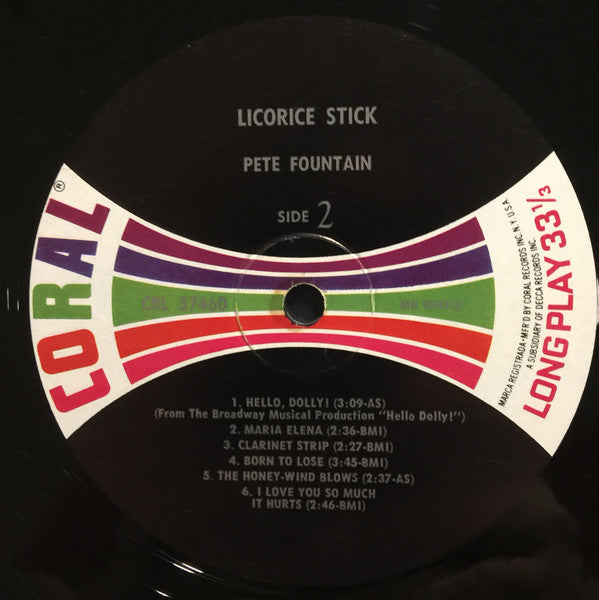 LICORICE STICK
PETE FOUNTAIN
SIDE 2
CORAL®
CRL 37460
LONG PLAY 33 1/3
MARCA REGISTRADA • MFR'D BY CORAL RECORDS INC. N.Y. U.S.A.
A SUBSIDIARY OF DECCA RECORDS INC.
1. HELLO, DOLLY! (3:09-AS)
(From The Broadway Musical Production "Hello Dolly!")
2. MARIA ELENA (2:36-BMI)
3. CLARINET STRIP (2:27-BMI)
4. BORN TO LOSE (3:45-BMI)
5. THE HONEY-WIND BLOWS (2:37-AS)
6. I LOVE YOU SO MUCH
IT HURTS (2:46-BMI)